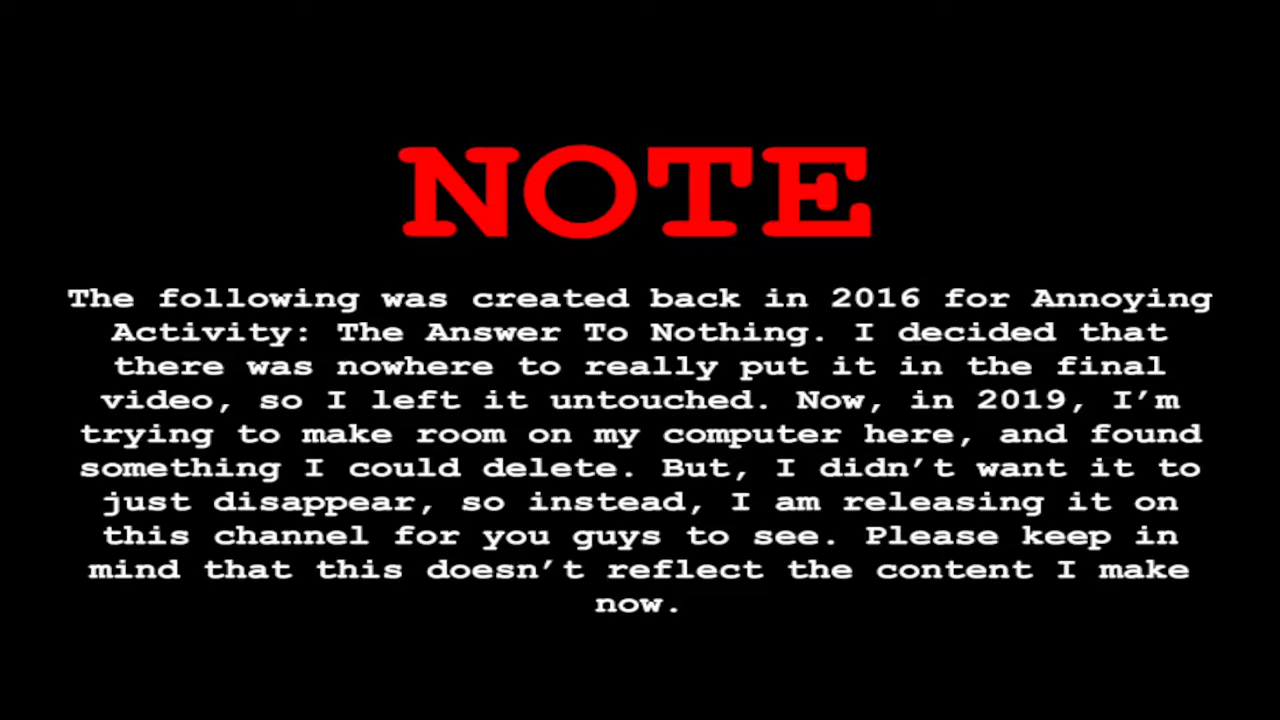 NOTE
The following was created back in 2016 for Annoying
Activity: The Answer To Nothing. I decided that
there was nowhere to really put it in the final
video, so I left it untouched. Now, in 2019, I’m
trying to make room on my computer here, and found
something I could delete. But, I didn’t want it to
just disappear, so instead, I am releasing it on
this channel for you guys to see. Please keep in
mind that this doesn’t reflect the content I make
now.